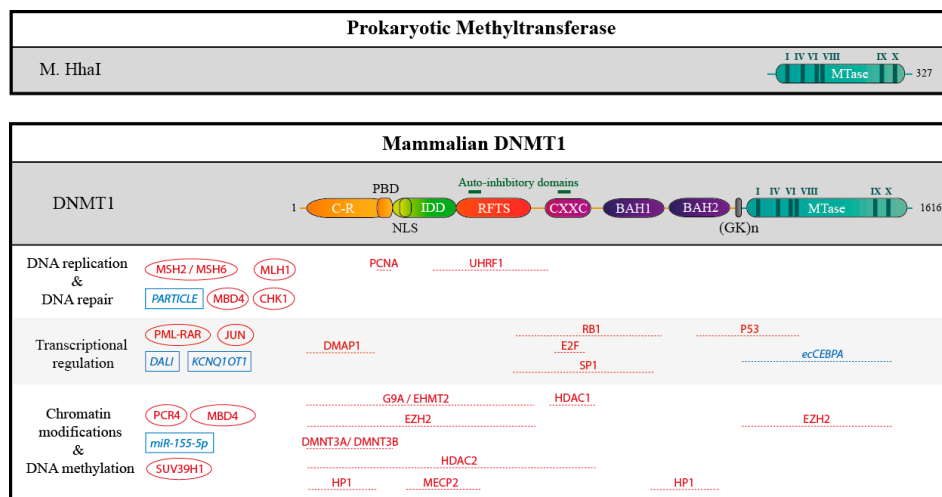 Prokaryotic Methyltransferase
M. HhaI
I IV VI VIII IX X
MTase
327
Mammalian DNMT1
DNMT1
Auto-inhibitory domains
PBD
I IV VI VIII IX X
1
C-R
IDD
RFTS
CXXC
BAH1
BAH2
MTase
1616
NLS
(GK)n
DNA replication
&
DNA repair
MSH2 / MSH6
MLH1
PARTICLE
MBD4
CHK1
PCNA
UHRF1
Transcriptional
regulation
PML-RAR
JUN
DALI
KCNQ1OT1
RB1
P53
DMAP1
E2F
ecCEBPA
SP1
Chromatin
modifications
&
DNA methylation
PCR4
MBD4
miR-155-5p
SUV39H1
G9A / EHMT2
HDAC1
EZH2
EZH2
DMNT3A/ DMNT3B
HDAC2
HP1
MECP2
HP1